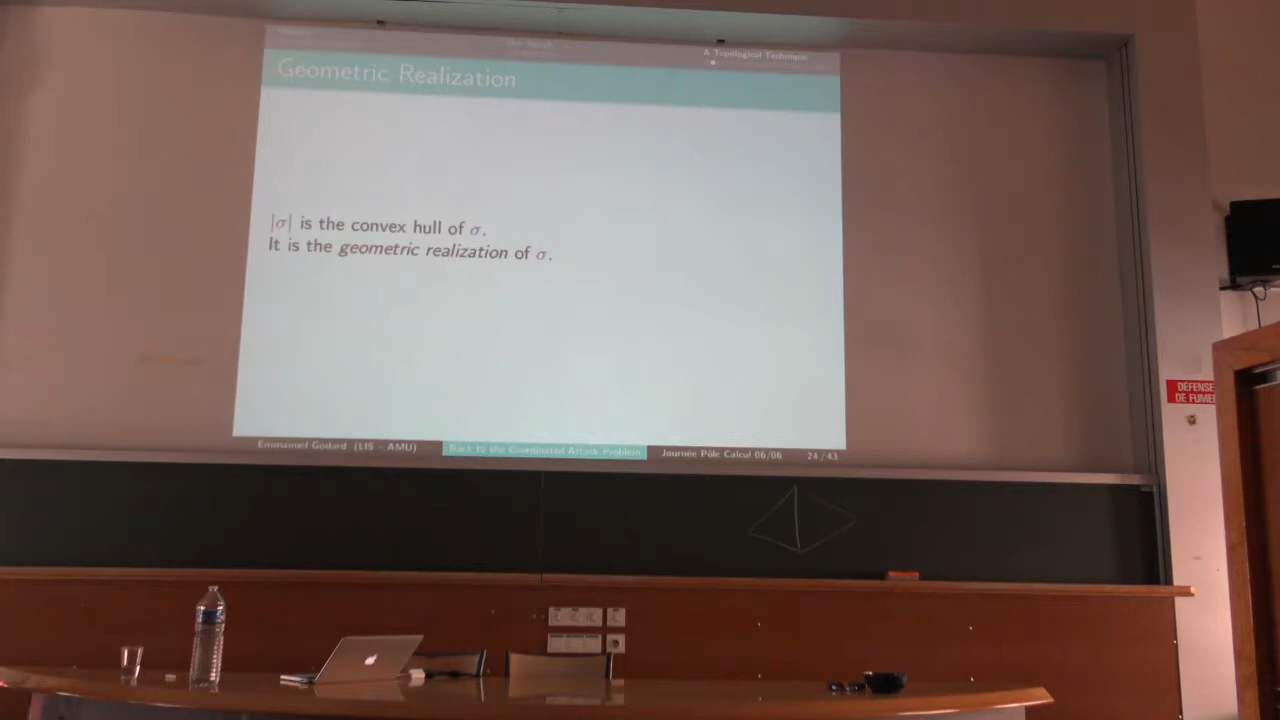 A Topological Technique
Geometric Realization
|σ| is the convex hull of σ.
It is the geometric realization of σ.
Emmanuel Godard (LIS - AMU)
Back to the Coordinated Attack Problem
Journée Pôle Calcul 06/06
24 / 43
DÉFENSE
DE FUME